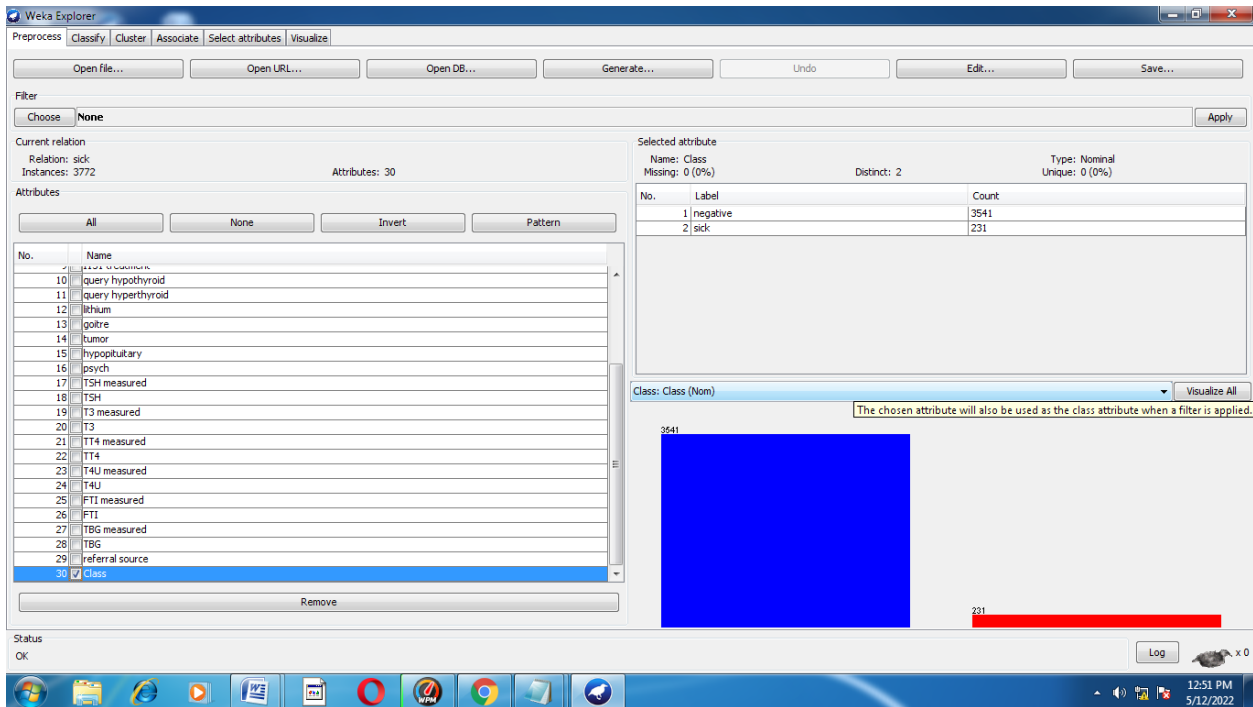 Weka Explorer
Preprocess Classify Cluster Associate Select attributes Visualize
Open file... Open URL... Open DB... Generate... Undo Edit... Save...
Filter
Choose None Apply
Current relation
Relation: sick
Instances: 3772 Attributes: 30
Attributes
All None Invert Pattern
No. Name
10 query hypothyroid
11 query hyperthyroid
12 lithium
13 goitre
14 tumor
15 hypopituitary
16 psych
17 TSH measured
18 TSH
19 T3 measured
20 T3
21 TT4 measured
22 TT4
23 T4U measured
24 T4U
25 FTI measured
26 FTI
27 TBG measured
28 TBG
29 referral source
30 Class
Remove
Selected attribute
Name: Class Type: Nominal
Missing: 0 (0%) Distinct: 2 Unique: 0 (0%)
No. Label Count
1 negative 3541
2 sick 231
Class: Class (Nom) Visualize All
The chosen attribute will also be used as the class attribute when a filter is applied.
3541
231
Status
OK
Log x 0
WPM
12:51 PM
5/12/2022